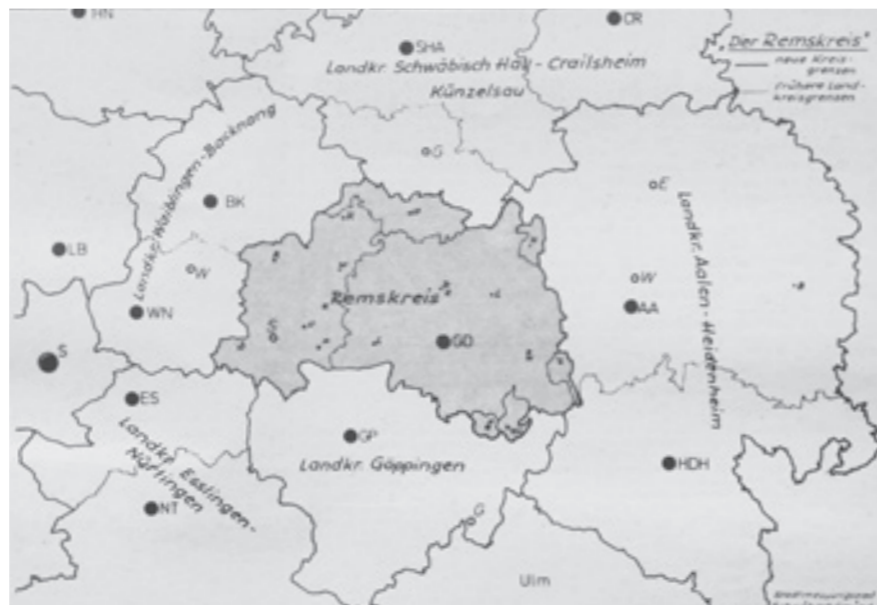 HN
CR
SHA
„Der Remskreis"
neue Kreis-
grenzen
frühere Land-
kreisgrenzen
Landkr. Schwäbisch Hall - Crailsheim
Künzelsau
G
Landkr. Waiblingen-Backnang
BK
E
Landkr. Aalen-Heidenheim
LB
W
W
WN
Remskreis
AA
S
S
GD
ES
GP
Landkr. Göppingen
HDH
Landkr. Esslingen-
Nürtingen
NT
G
Ulm